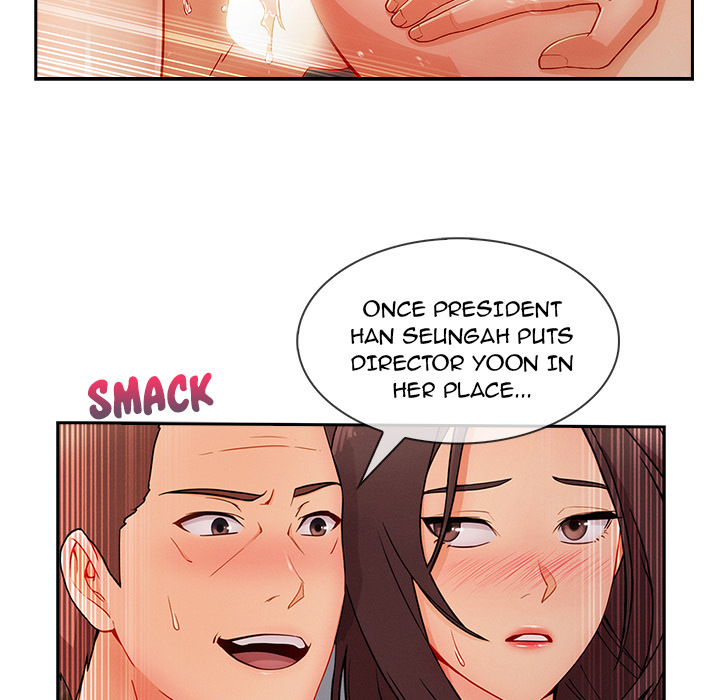 ONCE PRESIDENT
HAN SEUNGAH PUTS
DIRECTOR YOON IN
HER PLACE...
SMACK